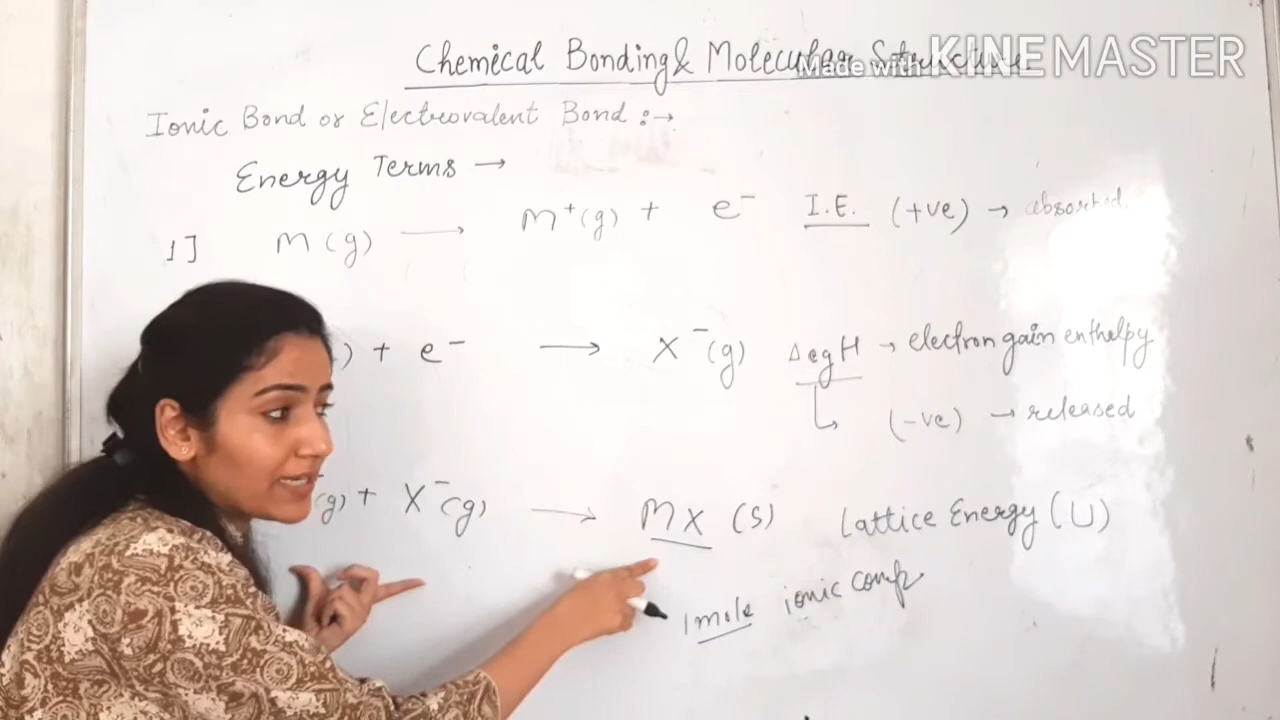 Chemical Bonding & Molecular Structure
Made with KINEMASTER
Ionic Bond or Electrovalent Bond :→
Energy Terms →
1] M(g) → M⁺(g) + e⁻ I.E. (+ve) → absorbed
) + e⁻ → X⁻(g) ΔegH → electron gain enthalpy
↳ (-ve) → released
(g) + X⁻(g) → MX (s) Lattice Energy (U)
1 mole ionic comp